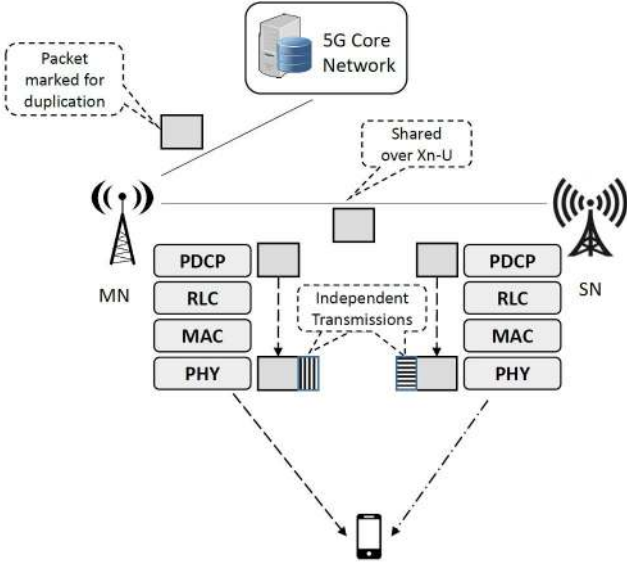 5G Core
Network
Packet
marked for
duplication
Shared
over Xn-U
MN
SN
PDCP
RLC
MAC
PHY
Independent
Transmissions
PDCP
RLC
MAC
PHY